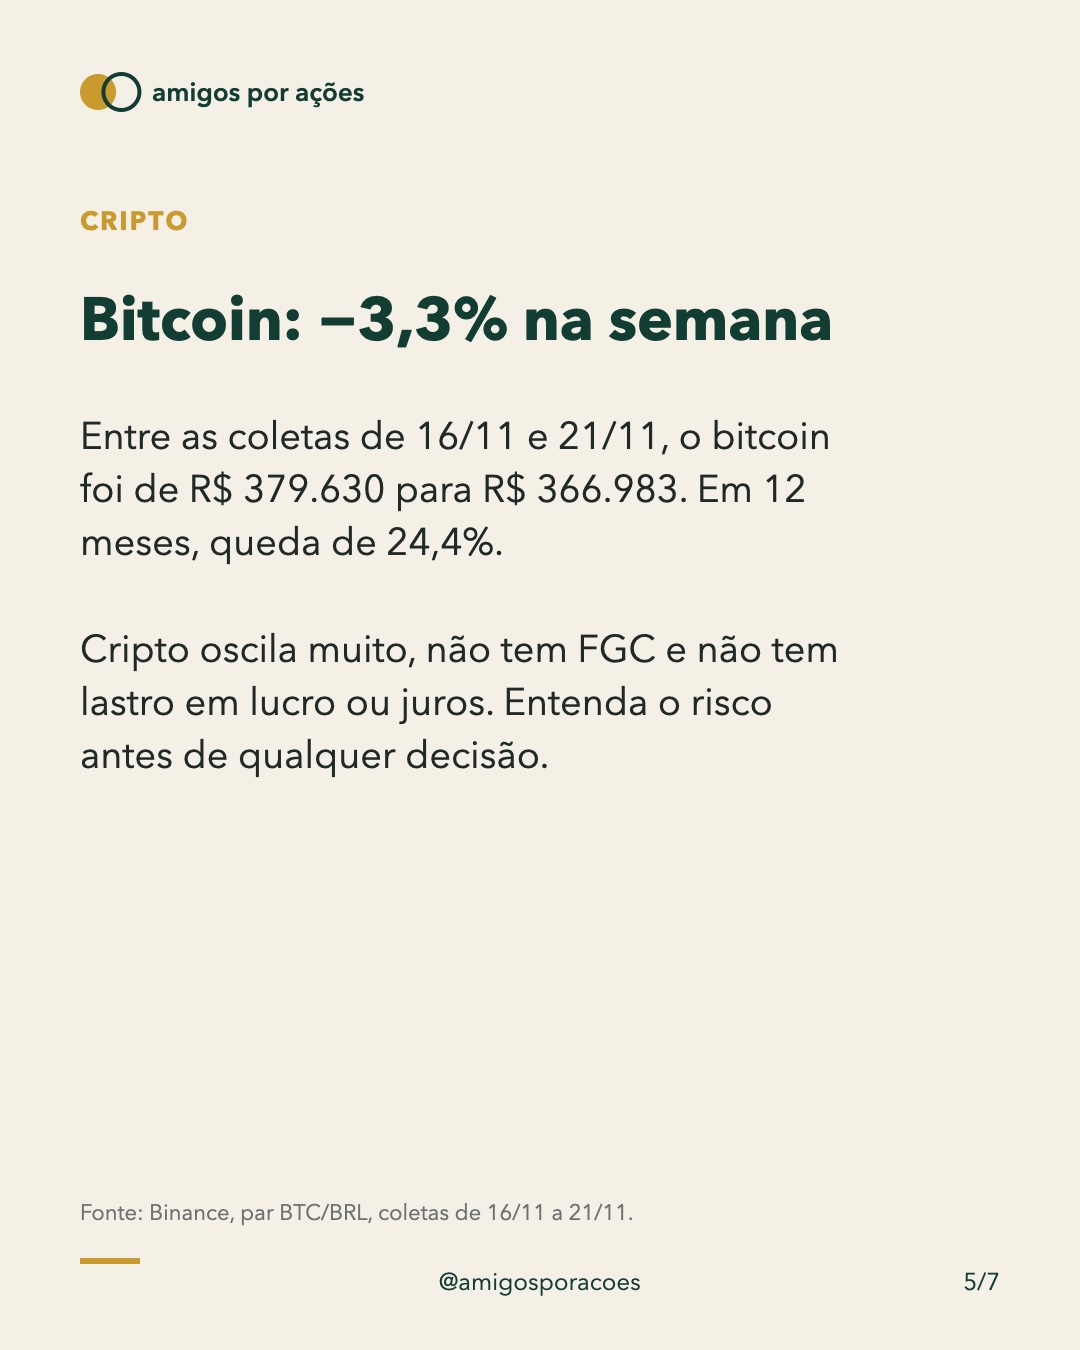 amigos por ações
CRIPTO
Bitcoin: −3,3% na semana
Entre as coletas de 16/11 e 21/11, o bitcoin
foi de R$ 379.630 para R$ 366.983. Em 12
meses, queda de 24,4%.
Cripto oscila muito, não tem FGC e não tem
lastro em lucro ou juros. Entenda o risco
antes de qualquer decisão.
Fonte: Binance, par BTC/BRL, coletas de 16/11 a 21/11.
@amigosporacoes
5/7